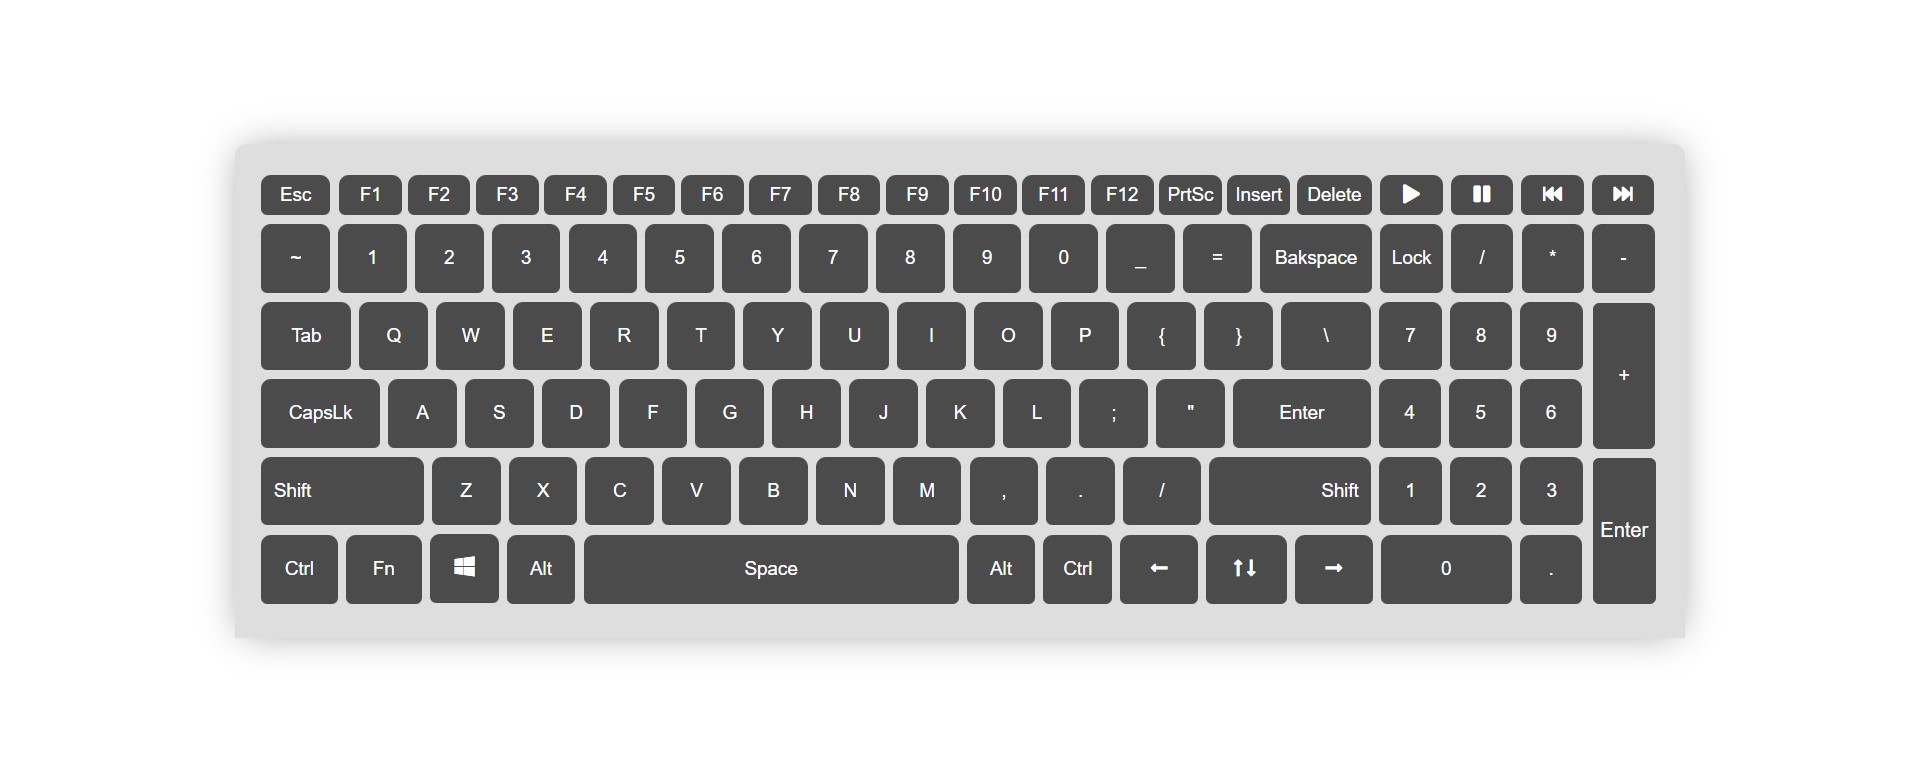 Esc F1 F2 F3 F4 F5 F6 F7 F8 F9 F10 F11 F12 PrtSc Insert Delete
~ 1 2 3 4 5 6 7 8 9 0 _ = Bakspace Lock / * -
Tab Q W E R T Y U I O P { } \ 7 8 9
+
CapsLk A S D F G H J K L ; " Enter 4 5 6
Shift Z X C V B N M , . / Shift 1 2 3
Enter
Ctrl Fn Alt Space Alt Ctrl ← ↑↓ → 0 .